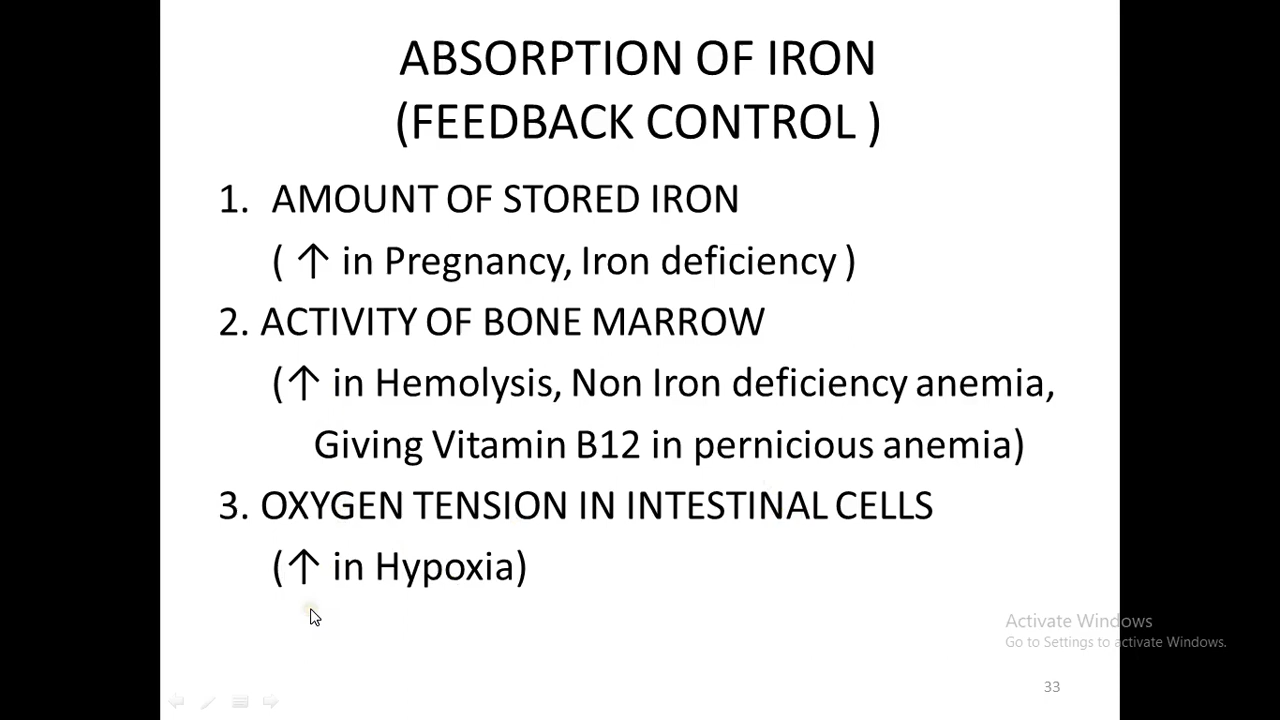 ABSORPTION OF IRON
(FEEDBACK CONTROL )
1. AMOUNT OF STORED IRON
( ↑ in Pregnancy, Iron deficiency )
2. ACTIVITY OF BONE MARROW
(↑ in Hemolysis, Non Iron deficiency anemia,
Giving Vitamin B12 in pernicious anemia)
3. OXYGEN TENSION IN INTESTINAL CELLS
(↑ in Hypoxia)
Activate Windows
Go to Settings to activate Windows.
33